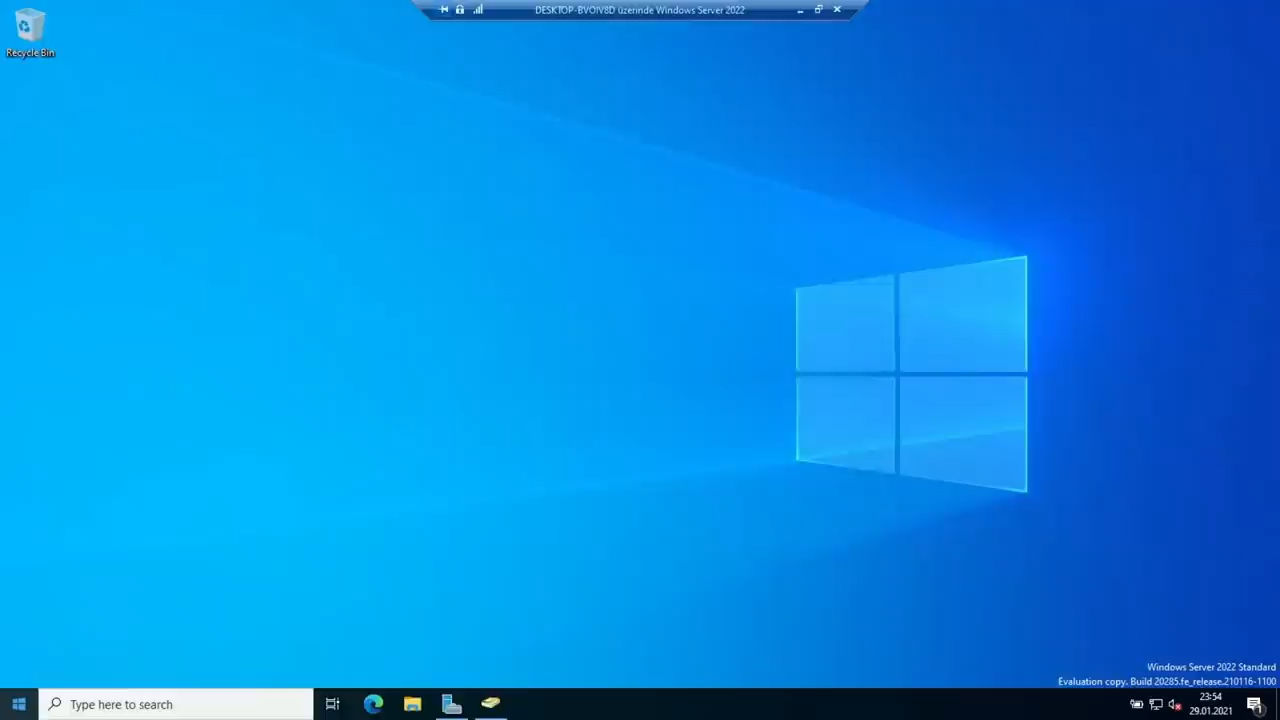 DESKTOP-BVOIV8D üzerinde Windows Server 2022
Recycle Bin
Windows Server 2022 Standard
Evaluation copy. Build 20285.fe_release.210116-1100
Type here to search
23:54
29.01.2021
1